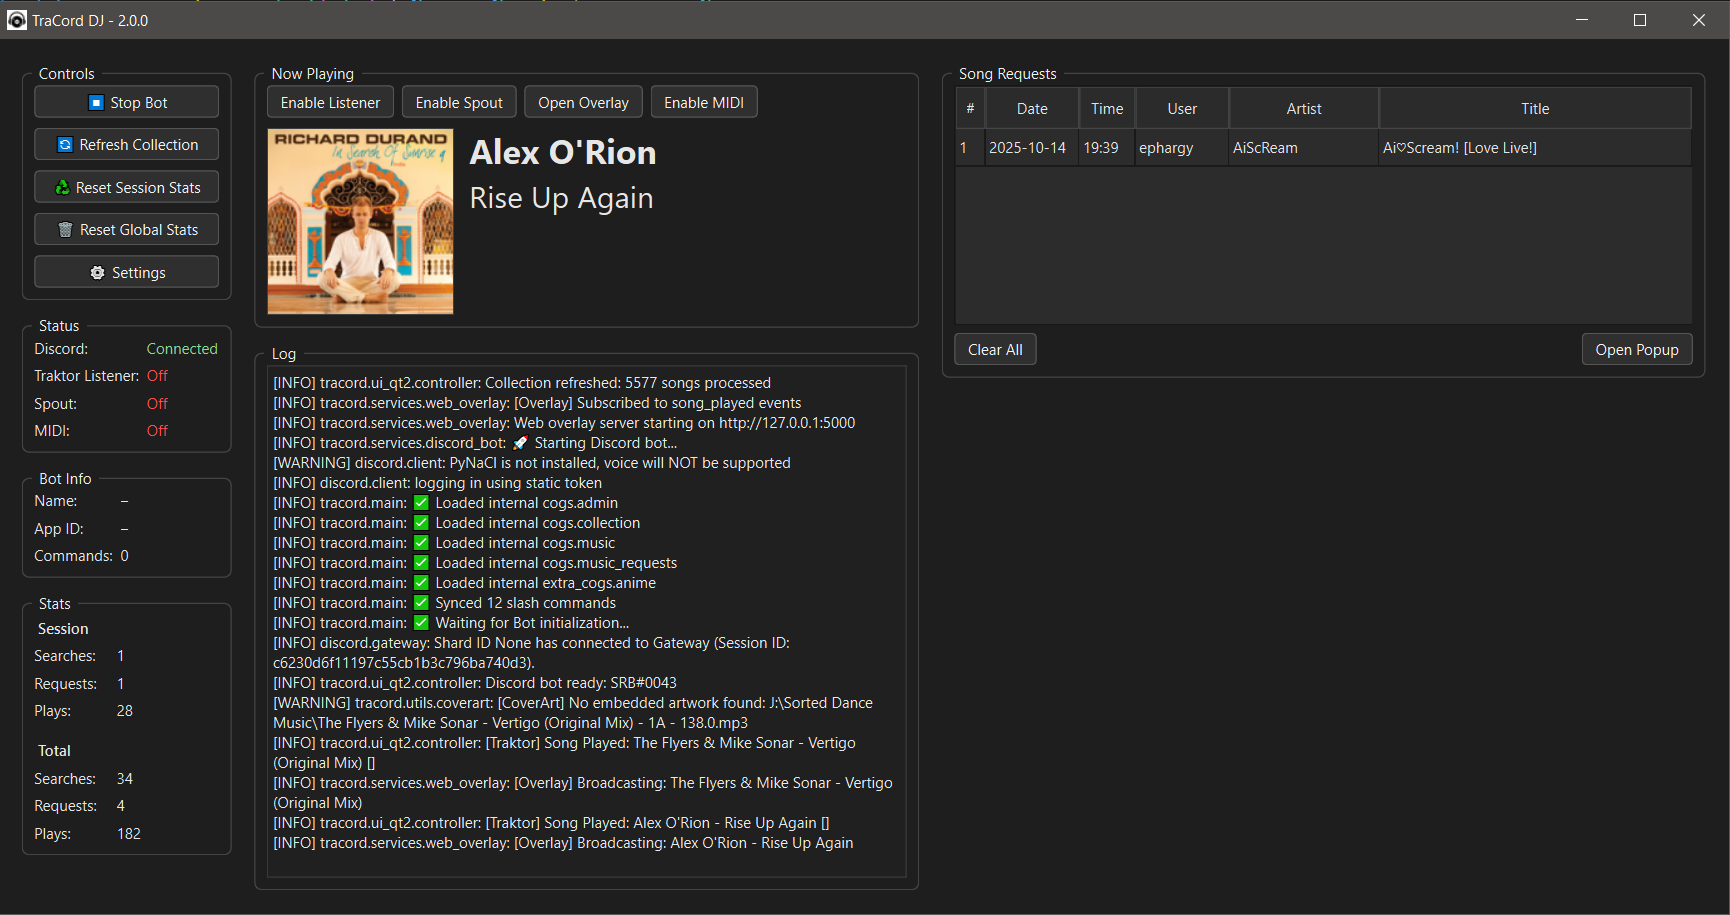 TraCord DJ - 2.0.0
Controls
Stop Bot
Refresh Collection
Reset Session Stats
Reset Global Stats
Settings
Status
Discord: Connected
Traktor Listener: Off
Spout: Off
MIDI: Off
Bot Info
Name: –
App ID: –
Commands: 0
Stats
Session
Searches: 1
Requests: 1
Plays: 28
Total
Searches: 34
Requests: 4
Plays: 182
Now Playing
Enable Listener Enable Spout Open Overlay Enable MIDI
RICHARD DURAND
In Search Of Sunrise 9
Alex O'Rion
Rise Up Again
Log
[INFO] tracord.ui_qt2.controller: Collection refreshed: 5577 songs processed
[INFO] tracord.services.web_overlay: [Overlay] Subscribed to song_played events
[INFO] tracord.services.web_overlay: Web overlay server starting on http://127.0.0.1:5000
[INFO] tracord.services.discord_bot: 🚀 Starting Discord bot...
[WARNING] discord.client: PyNaCl is not installed, voice will NOT be supported
[INFO] discord.client: logging in using static token
[INFO] tracord.main: ✅ Loaded internal cogs.admin
[INFO] tracord.main: ✅ Loaded internal cogs.collection
[INFO] tracord.main: ✅ Loaded internal cogs.music
[INFO] tracord.main: ✅ Loaded internal cogs.music_requests
[INFO] tracord.main: ✅ Loaded internal extra_cogs.anime
[INFO] tracord.main: ✅ Synced 12 slash commands
[INFO] tracord.main: ✅ Waiting for Bot initialization...
[INFO] discord.gateway: Shard ID None has connected to Gateway (Session ID:
c6230d6f11197c55cb1b3c796ba740d3).
[INFO] tracord.ui_qt2.controller: Discord bot ready: SRB#0043
[WARNING] tracord.utils.coverart: [CoverArt] No embedded artwork found: J:\Sorted Dance
Music\The Flyers & Mike Sonar - Vertigo (Original Mix) - 1A - 138.0.mp3
[INFO] tracord.ui_qt2.controller: [Traktor] Song Played: The Flyers & Mike Sonar - Vertigo
(Original Mix) []
[INFO] tracord.services.web_overlay: [Overlay] Broadcasting: The Flyers & Mike Sonar - Vertigo
(Original Mix)
[INFO] tracord.ui_qt2.controller: [Traktor] Song Played: Alex O'Rion - Rise Up Again []
[INFO] tracord.services.web_overlay: [Overlay] Broadcasting: Alex O'Rion - Rise Up Again
Song Requests
# Date Time User Artist Title
1 2025-10-14 19:39 ephargy AiScReam Ai♡Scream! [Love Live!]
Clear All Open Popup